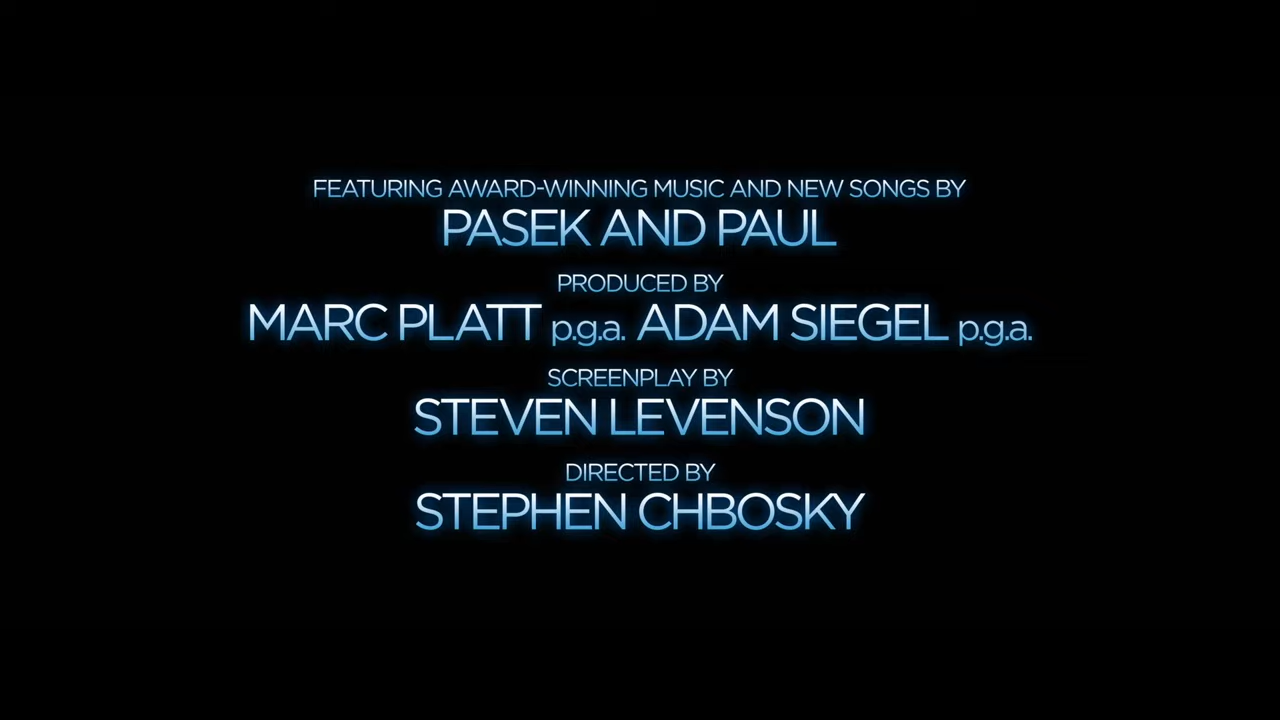 FEATURING AWARD-WINNING MUSIC AND NEW SONGS BY
PASEK AND PAUL
PRODUCED BY
MARC PLATT p.g.a. ADAM SIEGEL p.g.a.
SCREENPLAY BY
STEVEN LEVENSON
DIRECTED BY
STEPHEN CHBOSKY